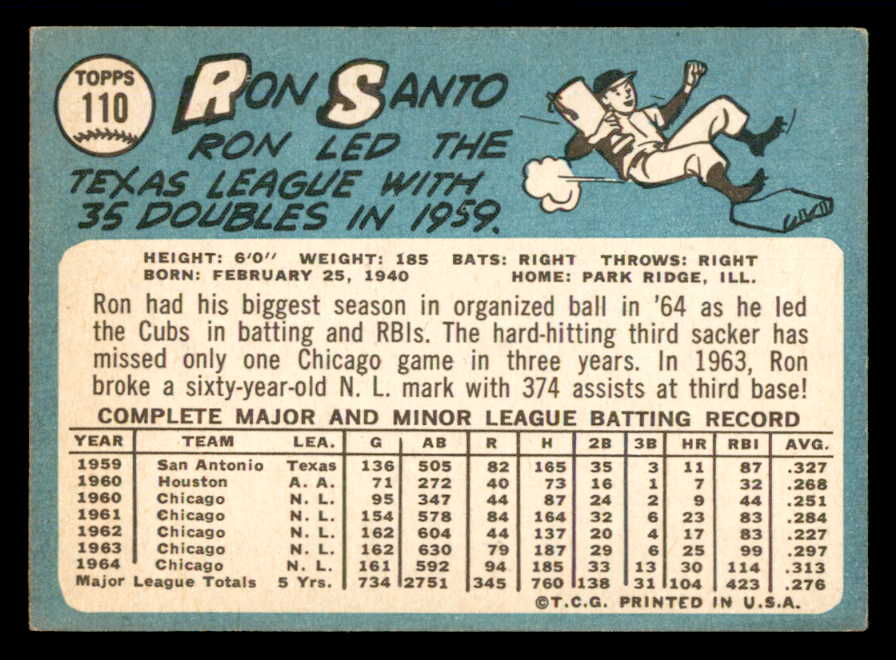 TOPPS
110
RON SANTO
RON LED THE
TEXAS LEAGUE WITH
35 DOUBLES IN 1959.
HEIGHT: 6'0" WEIGHT: 185 BATS: RIGHT THROWS: RIGHT
BORN: FEBRUARY 25, 1940 HOME: PARK RIDGE, ILL.
Ron had his biggest season in organized ball in '64 as he led
the Cubs in batting and RBIs. The hard-hitting third sacker has
missed only one Chicago game in three years. In 1963, Ron
broke a sixty-year-old N. L. mark with 374 assists at third base!
COMPLETE MAJOR AND MINOR LEAGUE BATTING RECORD
YEAR TEAM LEA. G AB R H 2B 3B HR RBI AVG.
1959 San Antonio Texas 136 505 82 165 35 3 11 87 .327
1960 Houston A. A. 71 272 40 73 16 1 7 32 .268
1960 Chicago N. L. 95 347 44 87 24 2 9 44 .251
1961 Chicago N. L. 154 578 84 164 32 6 23 83 .284
1962 Chicago N. L. 162 604 44 137 20 4 17 83 .227
1963 Chicago N. L. 162 630 79 187 29 6 25 99 .297
1964 Chicago N. L. 161 592 94 185 33 13 30 114 .313
Major League Totals 5 Yrs. 734 2751 345 760 138 31 104 423 .276
©T.C.G. PRINTED IN U.S.A.